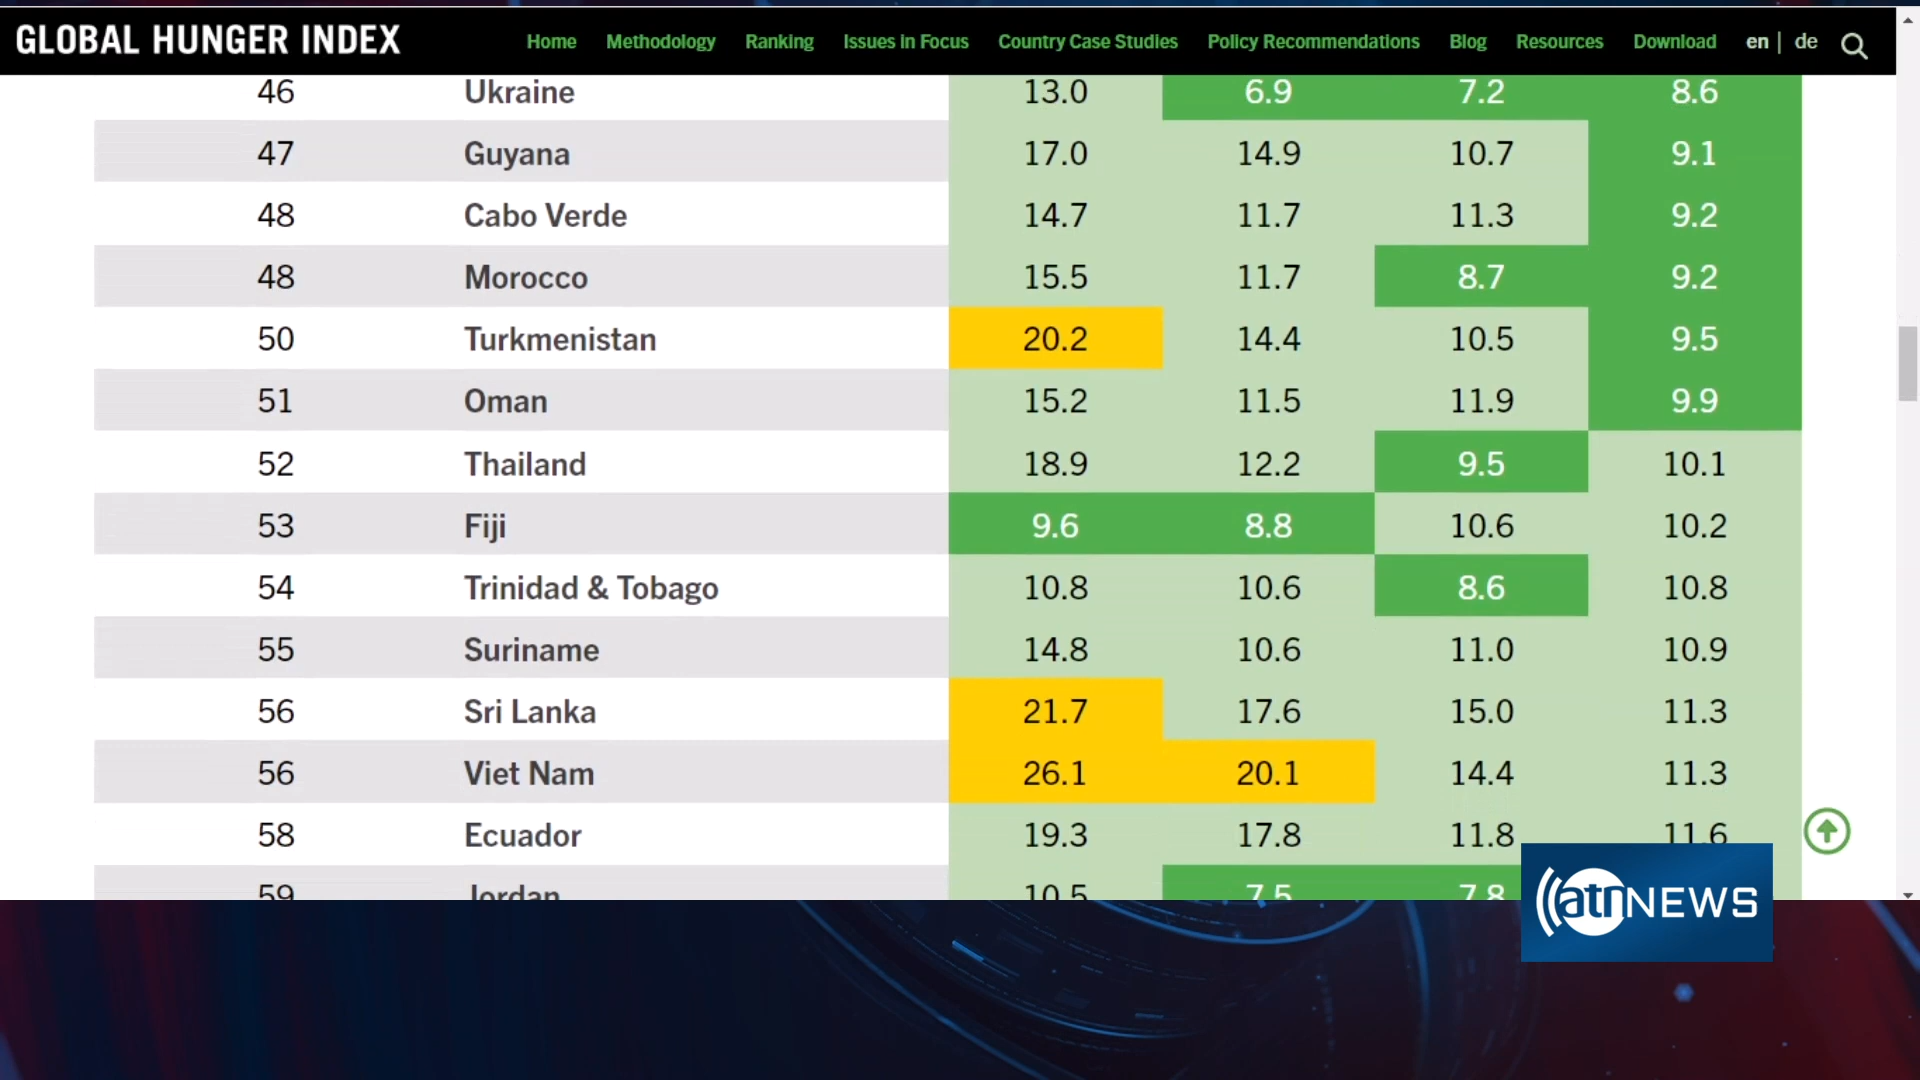 GLOBAL HUNGER INDEX Home Methodology Ranking Issues in Focus Country Case Studies Policy Recommendations Blog Resources Download en | de
46 Ukraine 13.0 6.9 7.2 8.6
47 Guyana 17.0 14.9 10.7 9.1
48 Cabo Verde 14.7 11.7 11.3 9.2
48 Morocco 15.5 11.7 8.7 9.2
50 Turkmenistan 20.2 14.4 10.5 9.5
51 Oman 15.2 11.5 11.9 9.9
52 Thailand 18.9 12.2 9.5 10.1
53 Fiji 9.6 8.8 10.6 10.2
54 Trinidad & Tobago 10.8 10.6 8.6 10.8
55 Suriname 14.8 10.6 11.0 10.9
56 Sri Lanka 21.7 17.6 15.0 11.3
56 Viet Nam 26.1 20.1 14.4 11.3
58 Ecuador 19.3 17.8 11.8 11.6
59 Jordan 10.5 7.5 7.8
atn NEWS